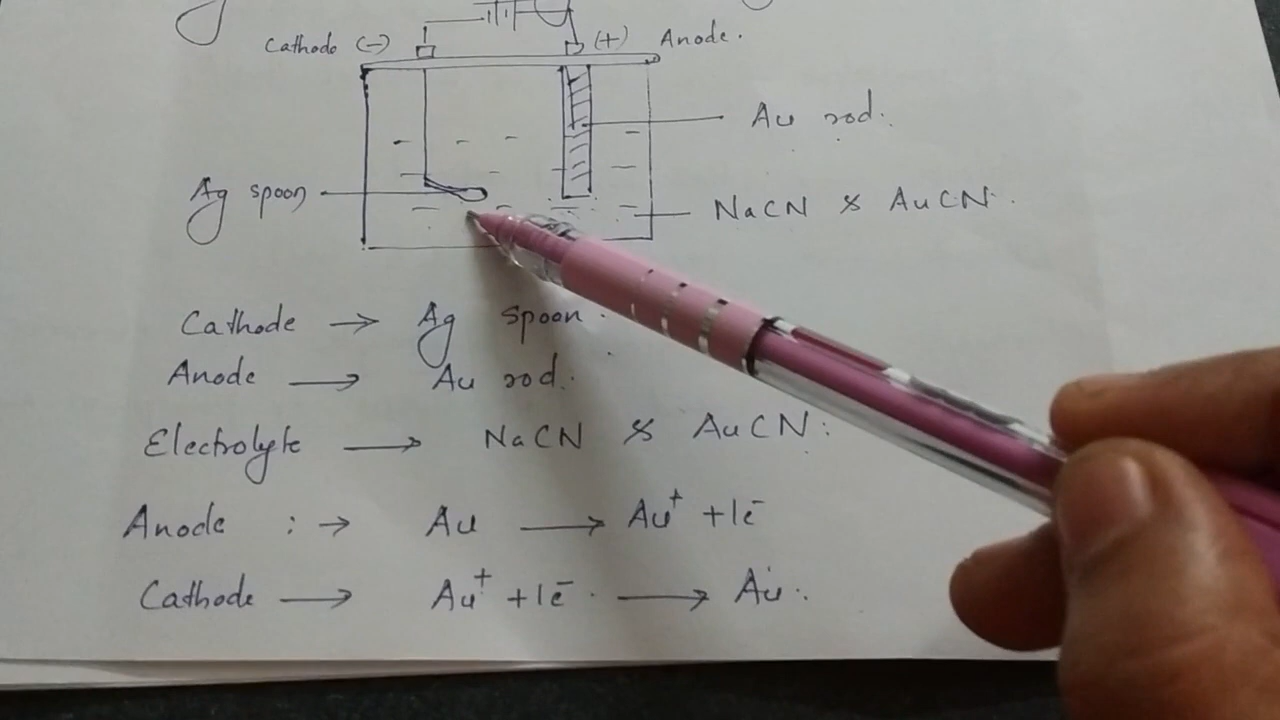 Cathode (-) (+) Anode.
Au rod.
Ag spoon
NaCN & AuCN.
Cathode → Ag spoon.
Anode → Au rod.
Electrolyte → NaCN & AuCN:
Anode :→ Au → Au⁺ +1e⁻
Cathode → Au⁺ +1e⁻. → Au.